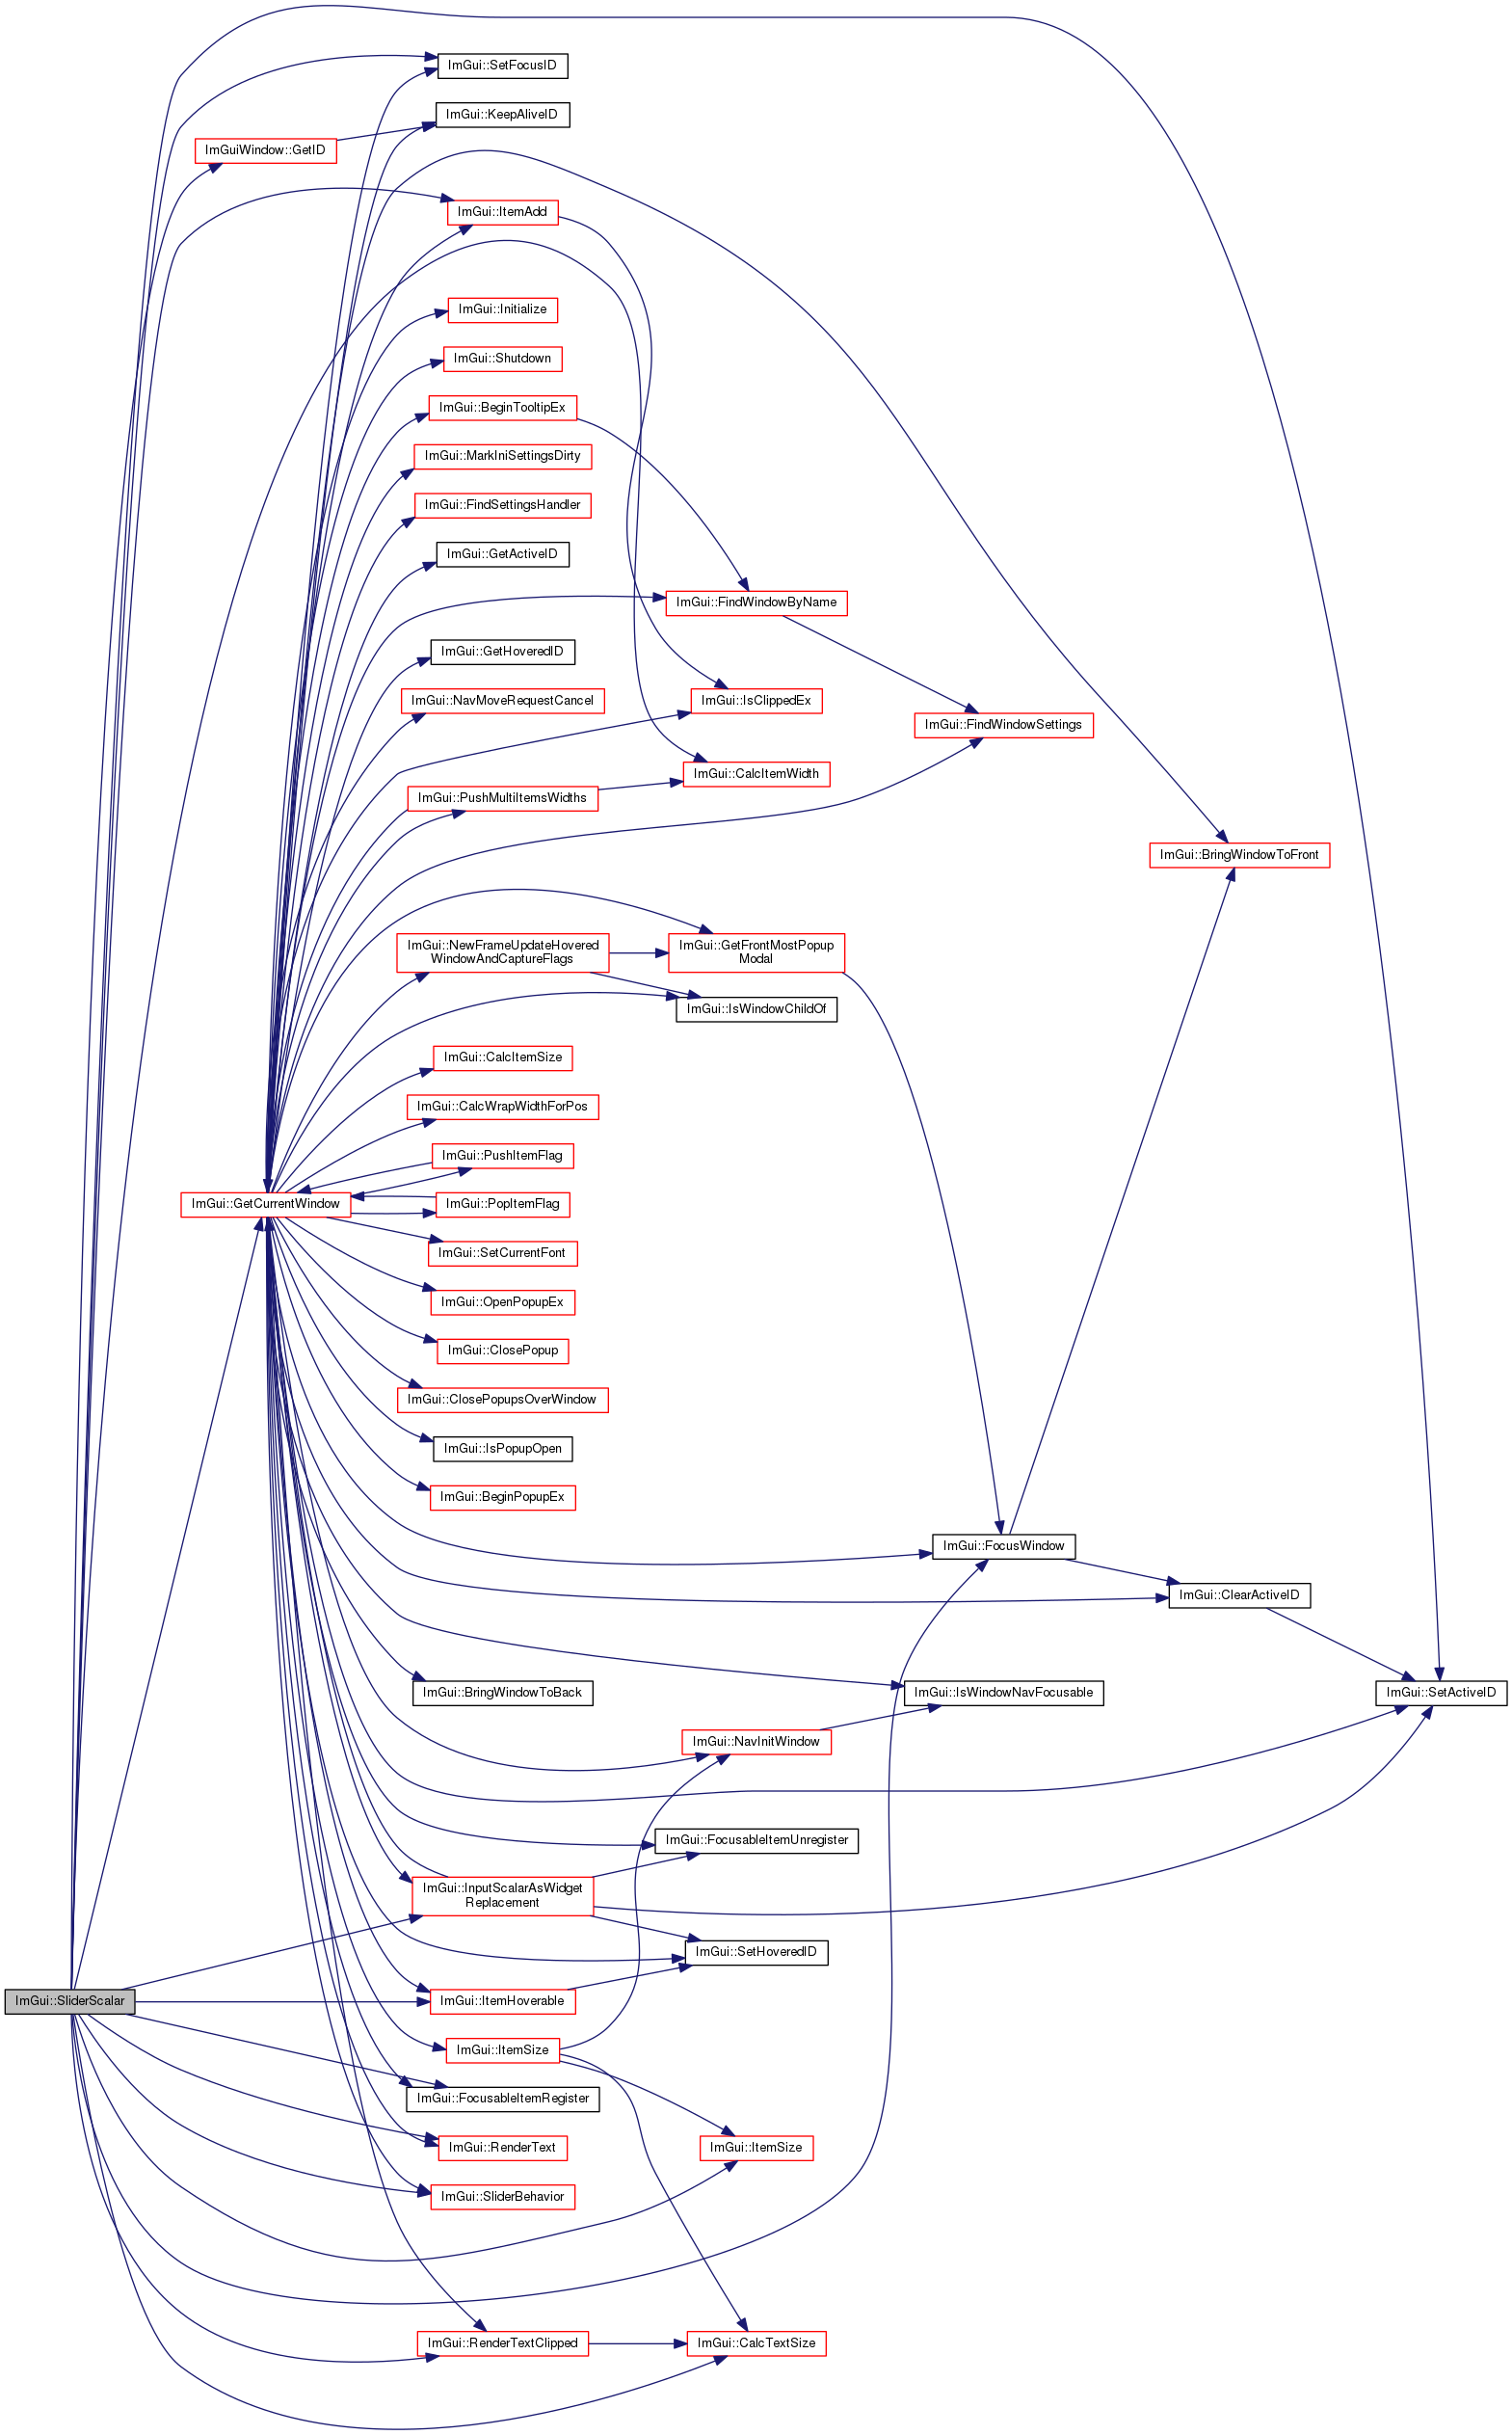 ImGui::SetFocusID
ImGui::KeepAliveID
ImGuiWindow::GetID
ImGui::ItemAdd
ImGui::Initialize
ImGui::Shutdown
ImGui::BeginTooltipEx
ImGui::MarkIniSettingsDirty
ImGui::FindSettingsHandler
ImGui::GetActiveID
ImGui::FindWindowByName
ImGui::GetHoveredID
ImGui::NavMoveRequestCancel
ImGui::IsClippedEx
ImGui::FindWindowSettings
ImGui::CalcItemWidth
ImGui::PushMultiItemsWidths
ImGui::BringWindowToFront
ImGui::NewFrameUpdateHovered
WindowAndCaptureFlags
ImGui::GetFrontMostPopup
Modal
ImGui::IsWindowChildOf
ImGui::CalcItemSize
ImGui::CalcWrapWidthForPos
ImGui::PushItemFlag
ImGui::GetCurrentWindow
ImGui::PopItemFlag
ImGui::SetCurrentFont
ImGui::OpenPopupEx
ImGui::ClosePopup
ImGui::ClosePopupsOverWindow
ImGui::IsPopupOpen
ImGui::BeginPopupEx
ImGui::FocusWindow
ImGui::ClearActiveID
ImGui::BringWindowToBack
ImGui::IsWindowNavFocusable
ImGui::SetActiveID
ImGui::NavInitWindow
ImGui::FocusableItemUnregister
ImGui::InputScalarAsWidget
Replacement
ImGui::SetHoveredID
ImGui::SliderScalar
ImGui::ItemHoverable
ImGui::ItemSize
ImGui::FocusableItemRegister
ImGui::RenderText
ImGui::ItemSize
ImGui::SliderBehavior
ImGui::RenderTextClipped
ImGui::CalcTextSize